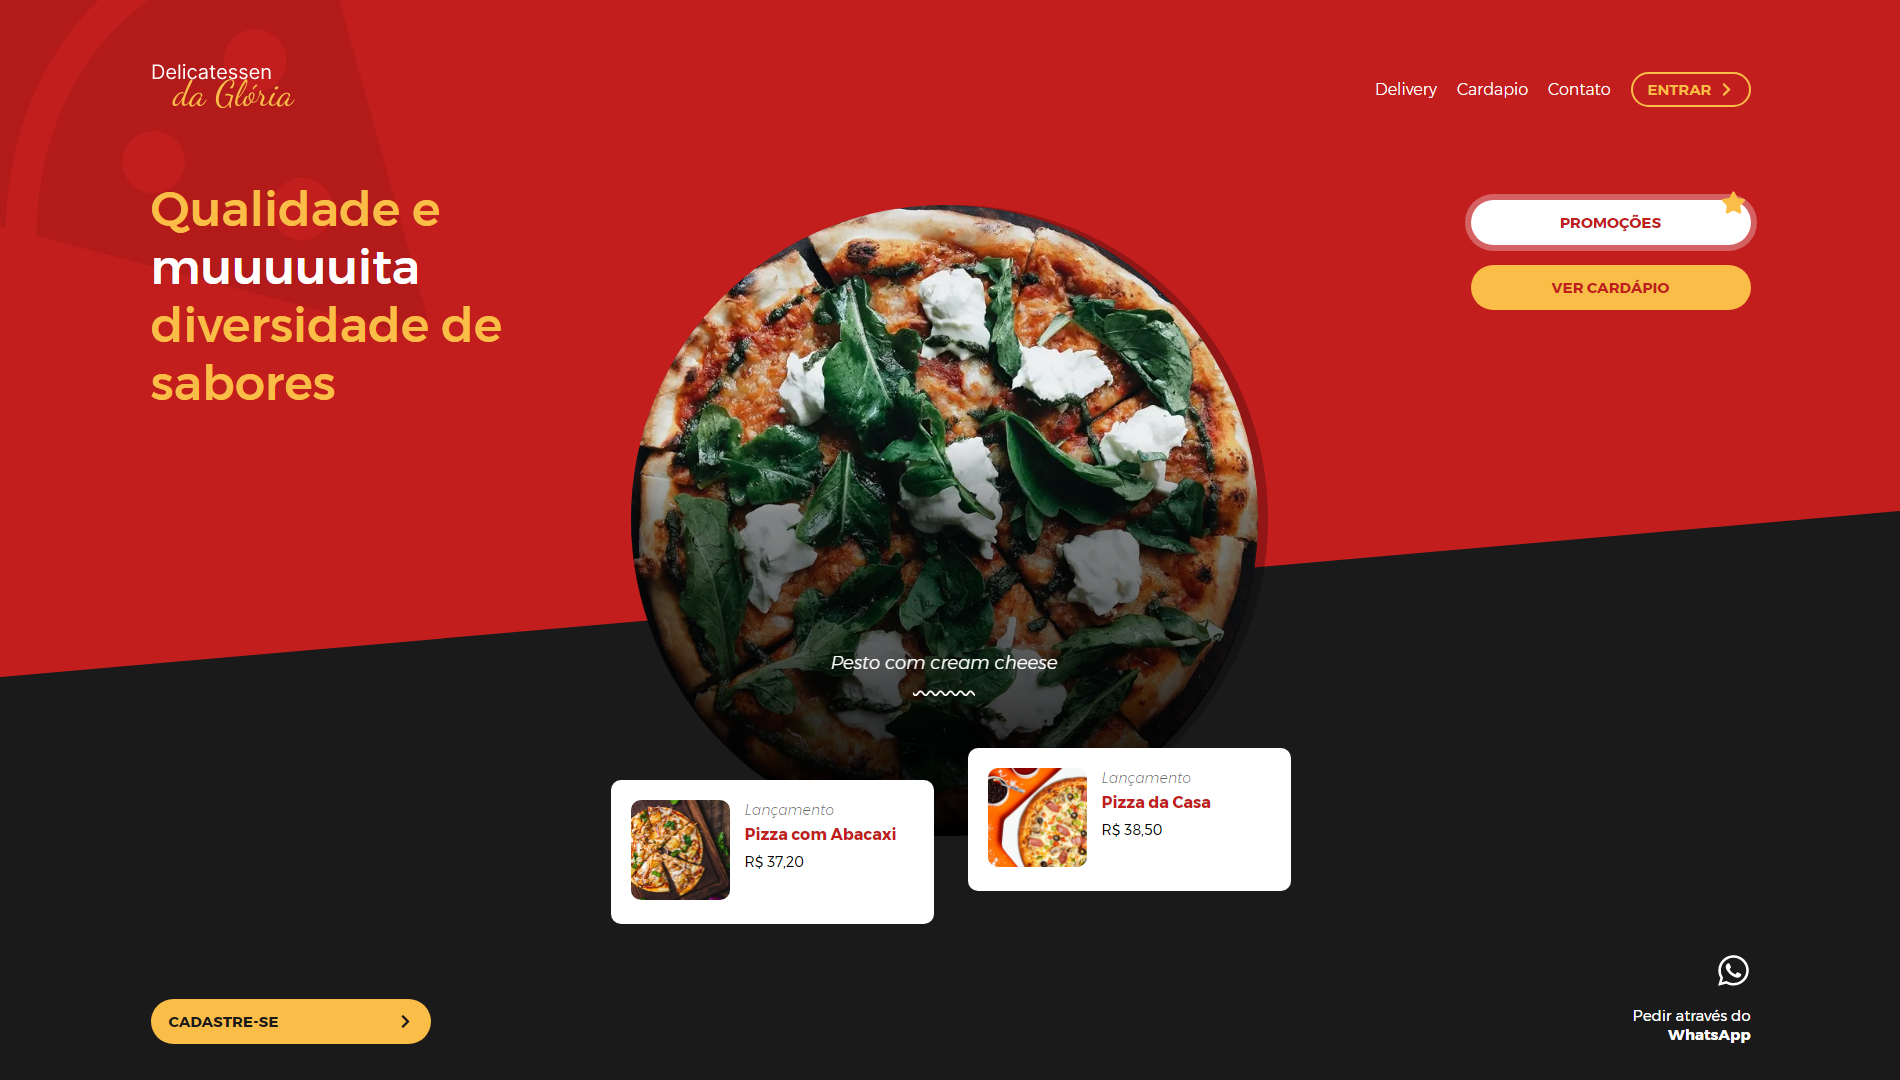 Delicatessen
da Glória
Delivery Cardapio Contato ENTRAR
Qualidade e
muuuuuita
diversidade de
sabores
PROMOÇÕES
VER CARDÁPIO
Pesto com cream cheese
Lançamento
Pizza com Abacaxi
R$ 37,20
Lançamento
Pizza da Casa
R$ 38,50
CADASTRE-SE
Pedir através do
WhatsApp